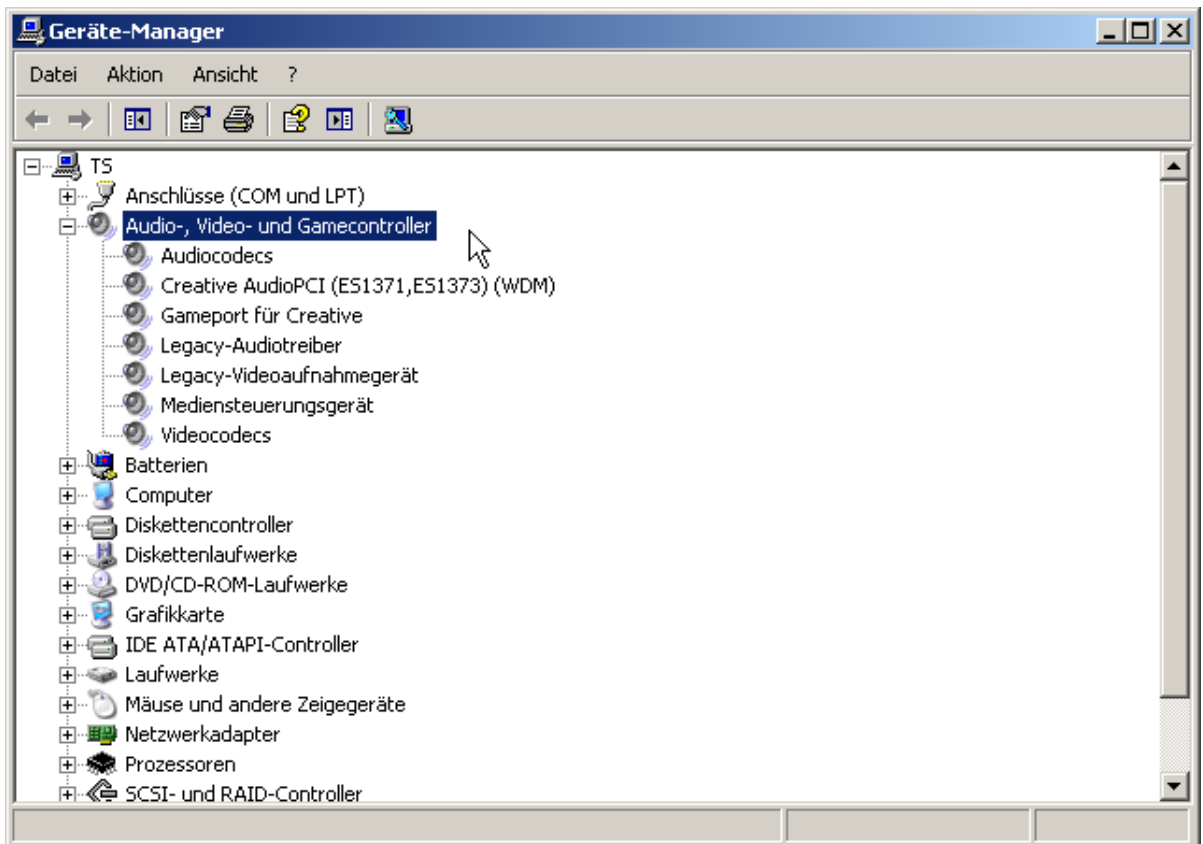 Geräte-Manager
Datei Aktion Ansicht ?
TS
Anschlüsse (COM und LPT)
Audio-, Video- und Gamecontroller
Audiocodecs
Creative AudioPCI (ES1371,ES1373) (WDM)
Gameport für Creative
Legacy-Audiotreiber
Legacy-Videoaufnahmegerät
Mediensteuerungsgerät
Videocodecs
Batterien
Computer
Diskettencontroller
Diskettenlaufwerke
DVD/CD-ROM-Laufwerke
Grafikkarte
IDE ATA/ATAPI-Controller
Laufwerke
Mäuse und andere Zeigegeräte
Netzwerkadapter
Prozessoren
SCSI- und RAID-Controller